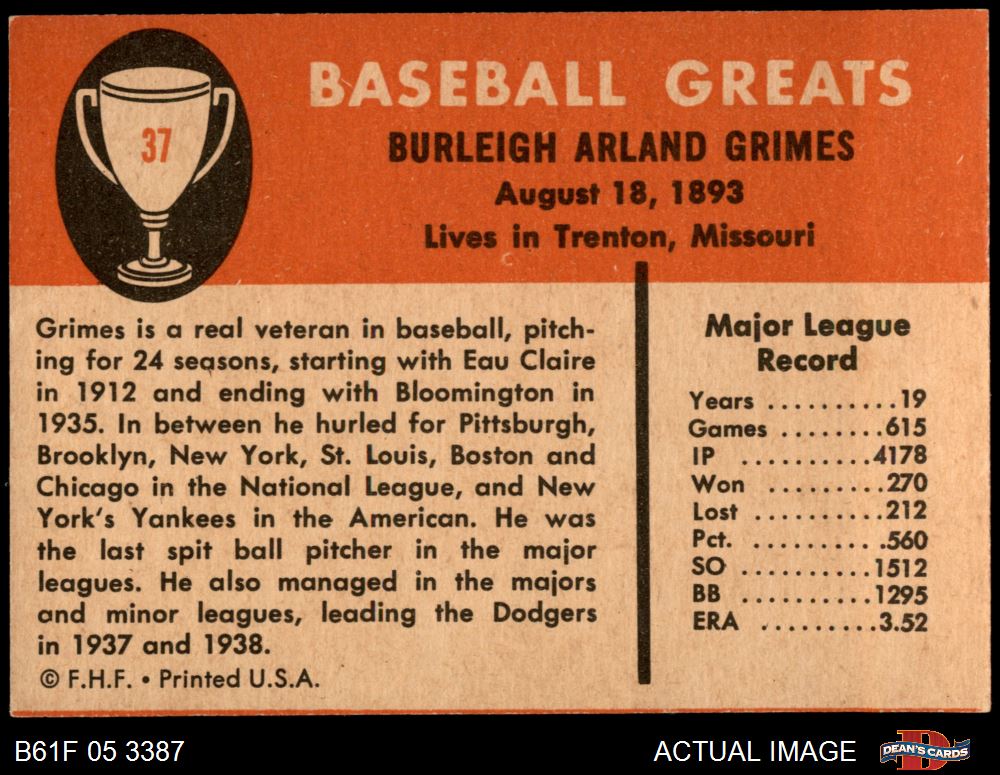 37
BASEBALL GREATS
BURLEIGH ARLAND GRIMES
August 18, 1893
Lives in Trenton, Missouri
Grimes is a real veteran in baseball, pitch-
ing for 24 seasons, starting with Eau Claire
in 1912 and ending with Bloomington in
1935. In between he hurled for Pittsburgh,
Brooklyn, New York, St. Louis, Boston and
Chicago in the National League, and New
York's Yankees in the American. He was
the last spit ball pitcher in the major
leagues. He also managed in the majors
and minor leagues, leading the Dodgers
in 1937 and 1938.
© F.H.F. • Printed U.S.A.
Major League
Record
Years ..........19
Games ........615
IP ..........4178
Won .........270
Lost ..........212
Pct. ..........560
SO ..........1512
BB ..........1295
ERA .........3.52
B61F 05 3387
ACTUAL IMAGE
D
DEAN'S CARDS